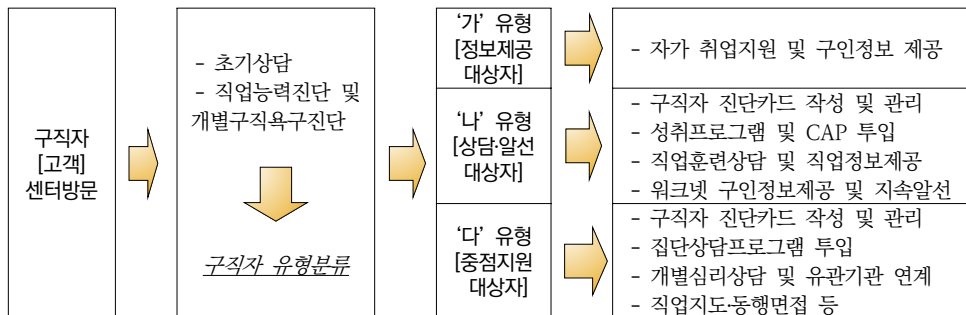 구직자
[고객]
센터방문
- 초기상담
- 직업능력진단 및
개별구직욕구진단
구직자 유형분류
‘가’ 유형
[정보제공
대상자]
- 자가 취업지원 및 구인정보 제공
‘나’ 유형
[상담·알선
대상자]
- 구직자 진단카드 작성 및 관리
- 성취프로그램 및 CAP 투입
- 직업훈련상담 및 직업정보제공
- 워크넷 구인정보제공 및 지속알선
‘다’ 유형
[중점지원
대상자]
- 구직자 진단카드 작성 및 관리
- 집단상담프로그램 투입
- 개별심리상담 및 유관기관 연계
- 직업지도·동행면접 등